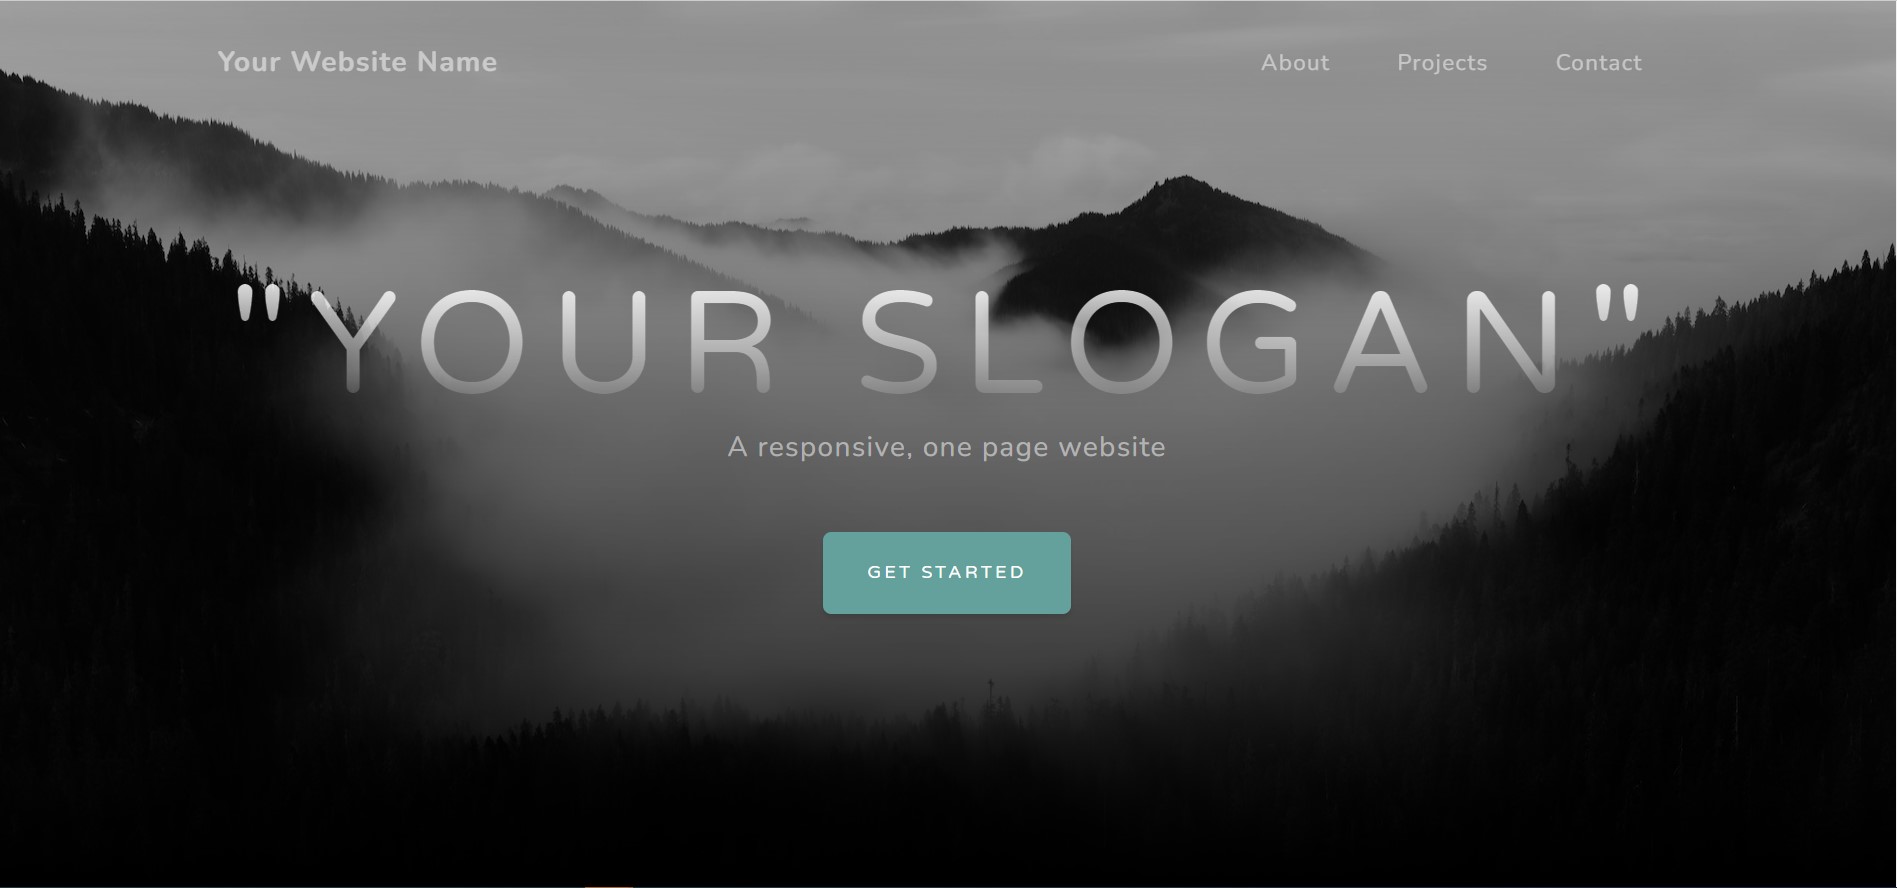 Your Website Name
About Projects Contact
"YOUR SLOGAN"
A responsive, one page website
GET STARTED